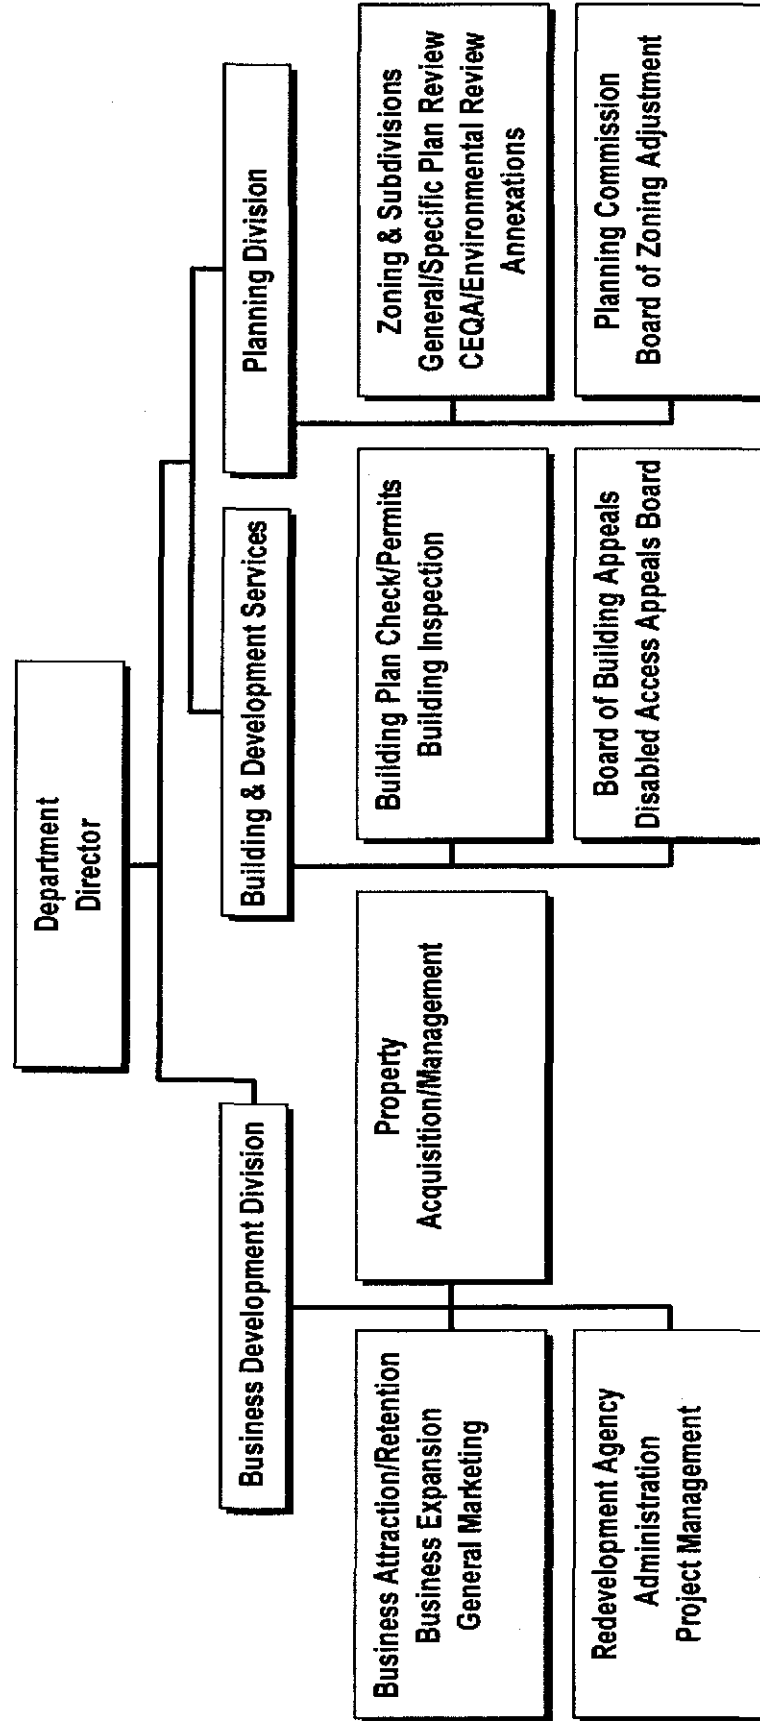 Department
Director
Business Development Division
Building & Development Services
Planning Division
Business Attraction/Retention
Business Expansion
General Marketing
Property
Acquisition/Management
Building Plan Check/Permits
Building Inspection
Zoning & Subdivisions
General/Specific Plan Review
CEQA/Environmental Review
Annexations
Redevelopment Agency
Administration
Project Management
Board of Building Appeals
Disabled Access Appeals Board
Planning Commission
Board of Zoning Adjustment